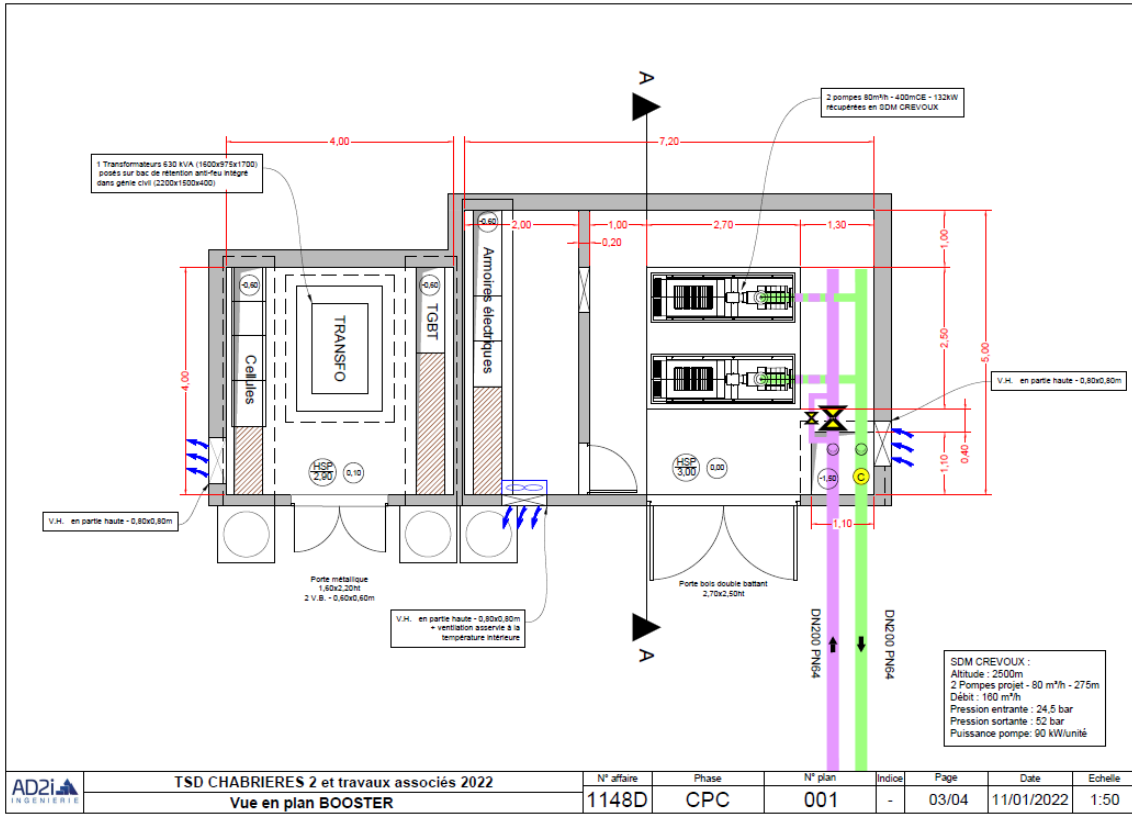 A
2 pompes 80m³/h - 400mCE - 132kW
récupérées en SDM CREVOUX
4,00
7,20
1 Transformateurs 630 kVA (1600x975x1700)
posés sur bac de rétention anti-feu intégré
dans génie civil (2200x1500x400)
-0,60
2,00
1,00
2,70
1,30
0,20
1,00
Armoires électriques
-0,60
-0,60
TGBT
TRANSFO
Cellules
4,00
2,50
5,00
V.H. en partie haute - 0,80x0,80m
0,40
1,10
HSP
2,90
0,10
HSP
3,00
0,00
-1,50
C
1,10
V.H. en partie haute - 0,80x0,80m
Porte métallique
1,60x2,20ht
2 V.B. - 0,60x0,60m
Porte bois double battant
2,70x2,50ht
V.H. en partie haute - 0,80x0,80m
+ ventilation asservie à la
température intérieure
A
DN200 PN64
DN200 PN64
SDM CREVOUX :
Altitude : 2500m
2 Pompes projet - 80 m³/h - 275m
Débit : 160 m³/h
Pression entrante : 24,5 bar
Pression sortante : 52 bar
Puissance pompe: 90 kW/unité
AD2i
INGENIERIE
TSD CHABRIERES 2 et travaux associés 2022
Vue en plan BOOSTER
N° affaire
Phase
N° plan
Indice
Page
Date
Echelle
1148D
CPC
001
-
03/04
11/01/2022
1:50